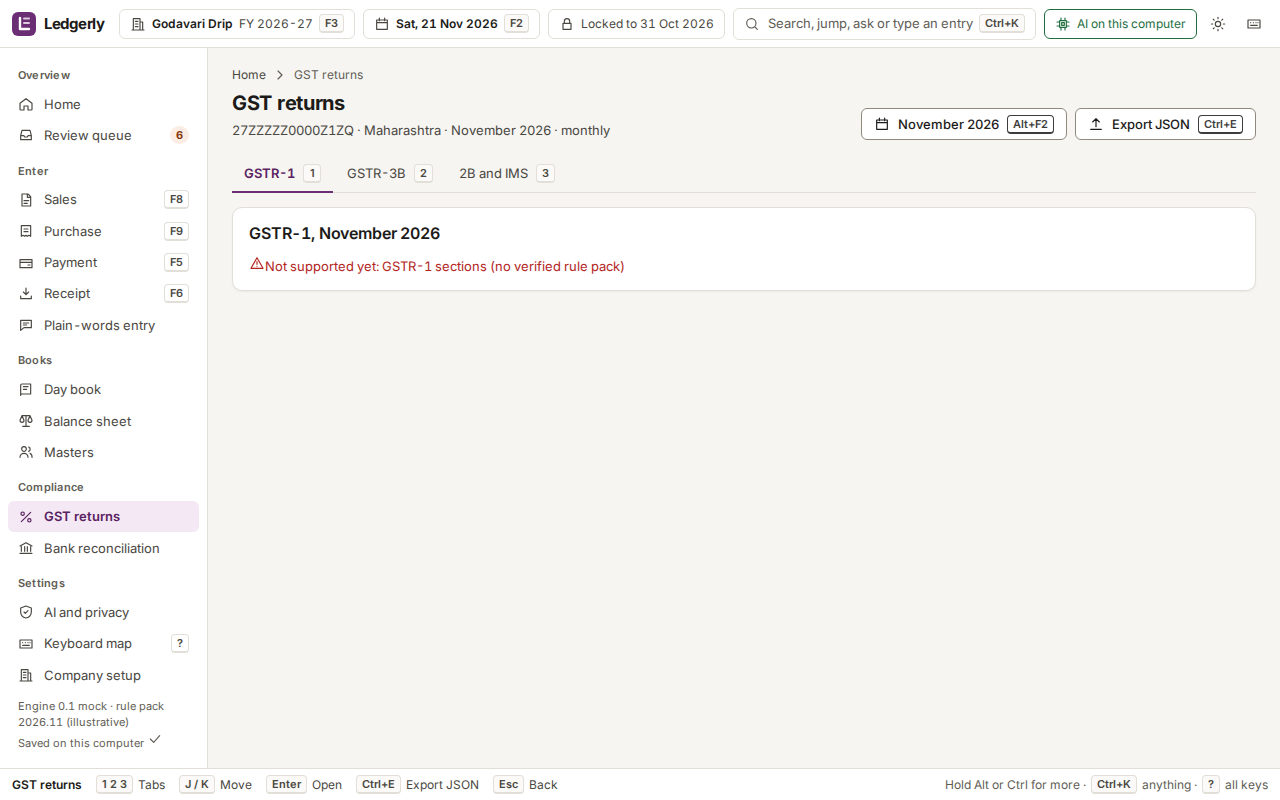 Ledgerly
Godavari Drip FY 2026-27 F3
Sat, 21 Nov 2026 F2
Locked to 31 Oct 2026
Search, jump, ask or type an entry Ctrl+K
AI on this computer
Overview
Home
Review queue 6
Enter
Sales F8
Purchase F9
Payment F5
Receipt F6
Plain-words entry
Books
Day book
Balance sheet
Masters
Compliance
GST returns
Bank reconciliation
Settings
AI and privacy
Keyboard map ?
Company setup
Engine 0.1 mock · rule pack
2026.11 (illustrative)
Saved on this computer
Home GST returns
GST returns
27ZZZZZ0000Z1ZQ · Maharashtra · November 2026 · monthly
November 2026 Alt+F2
Export JSON Ctrl+E
GSTR-1 1
GSTR-3B 2
2B and IMS 3
GSTR-1, November 2026
Not supported yet: GSTR-1 sections (no verified rule pack)
GST returns 1 2 3 Tabs J / K Move Enter Open Ctrl+E Export JSON Esc Back
Hold Alt or Ctrl for more · Ctrl+K anything · ? all keys